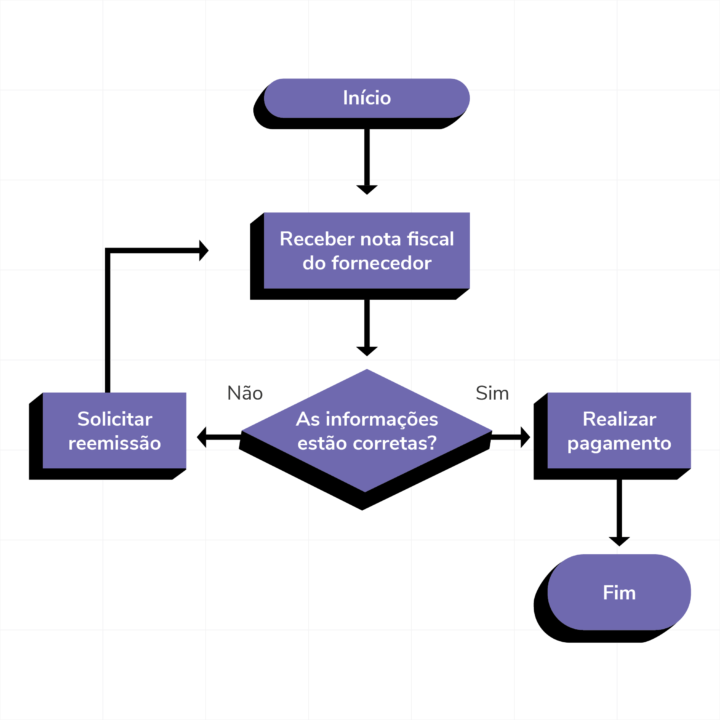 Início
Receber nota fiscal
do fornecedor
Não
Sim
Solicitar
reemissão
As informações
estão corretas?
Realizar
pagamento
Fim